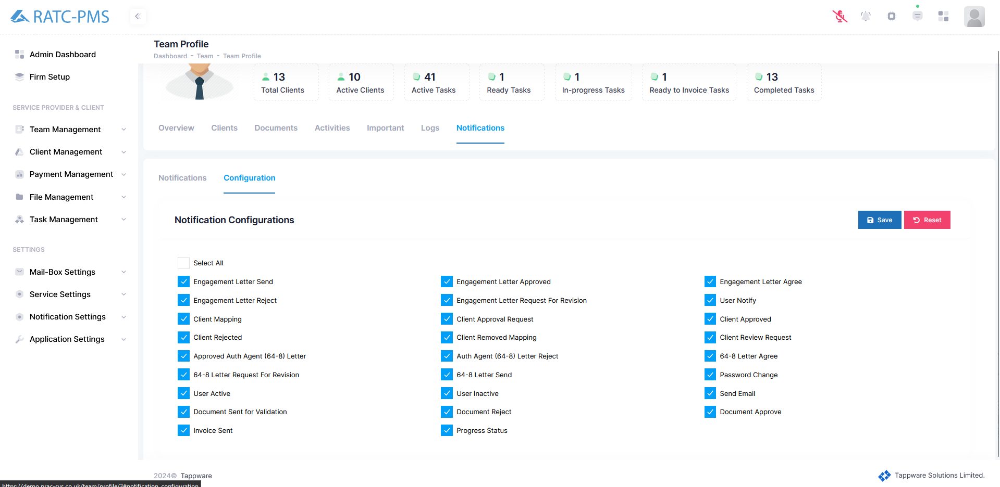 RATC-PMS
Team Profile
Dashboard - Team - Team Profile
Admin Dashboard
Firm Setup
SERVICE PROVIDER & CLIENT
Team Management
Client Management
Payment Management
File Management
Task Management
SETTINGS
Mail-Box Settings
Service Settings
Notification Settings
Application Settings
13
Total Clients
10
Active Clients
41
Active Tasks
1
Ready Tasks
1
In-progress Tasks
1
Ready to Invoice Tasks
13
Completed Tasks
Overview Clients Documents Activities Important Logs Notifications
Notifications Configuration
Notification Configurations
Save Reset
Select All
Engagement Letter Send Engagement Letter Approved Engagement Letter Agree
Engagement Letter Reject Engagement Letter Request For Revision User Notify
Client Mapping Client Approval Request Client Approved
Client Rejected Client Removed Mapping Client Review Request
Approved Auth Agent (64-8) Letter Auth Agent (64-8) Letter Reject 64-8 Letter Agree
64-8 Letter Request For Revision 64-8 Letter Send Password Change
User Active User Inactive Send Email
Document Sent for Validation Document Reject Document Approve
Invoice Sent Progress Status
2024© Tappware
Tappware Solutions Limited.
https://demo.prac-sys.co.uk/team/profile/3#notification_configuration